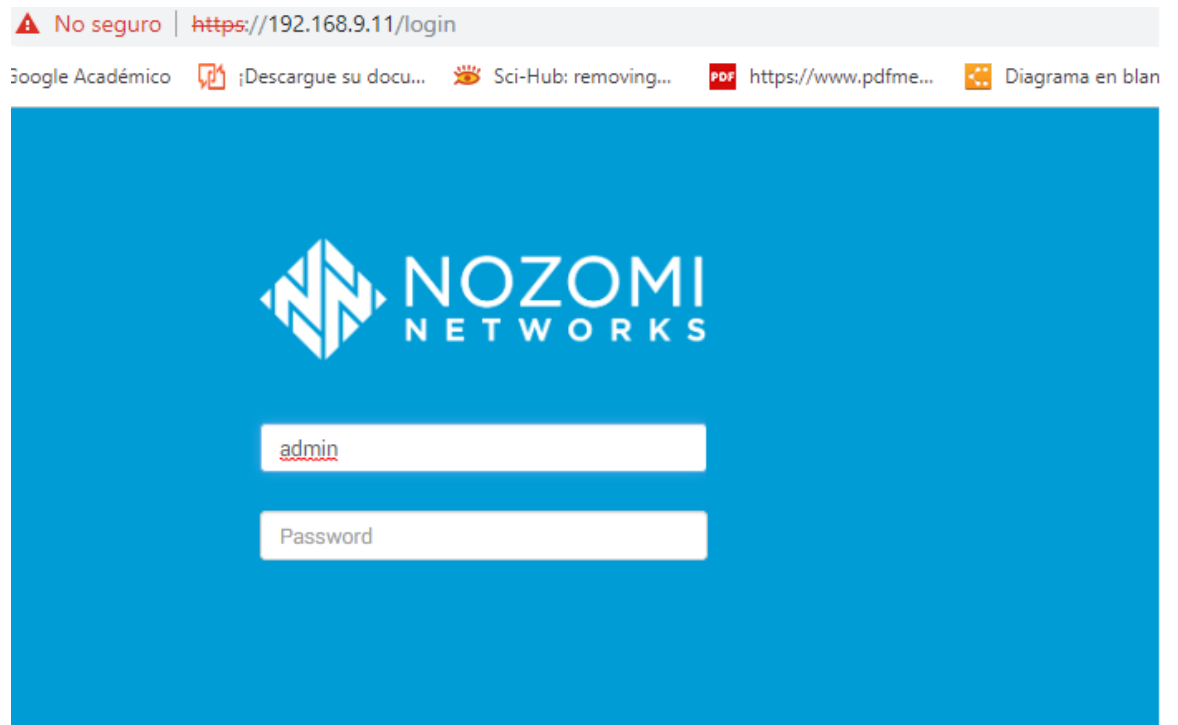 No seguro | https://192.168.9.11/login
Google Académico ¡Descargue su docu... Sci-Hub: removing... PDF https://www.pdfme... Diagrama en blan
NOZOMI
NETWORKS
admin
Password